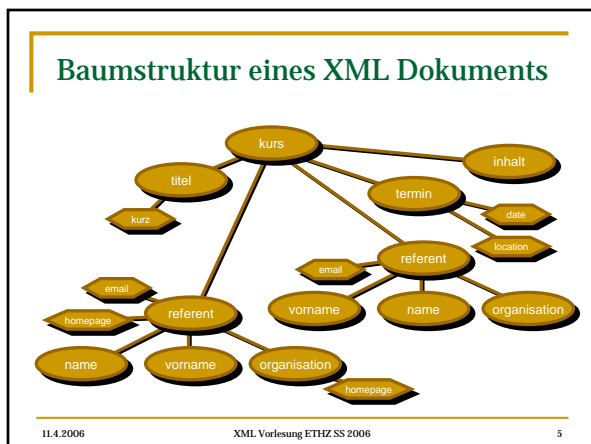 Baumstruktur eines XML Dokuments
kurs
inhalt
titel
termin
kurz
date
location
referent
email
email
homepage
referent
vorname
name
organisation
name
vorname
organisation
homepage
11.4.2006 XML Vorlesung ETHZ SS 2006 5